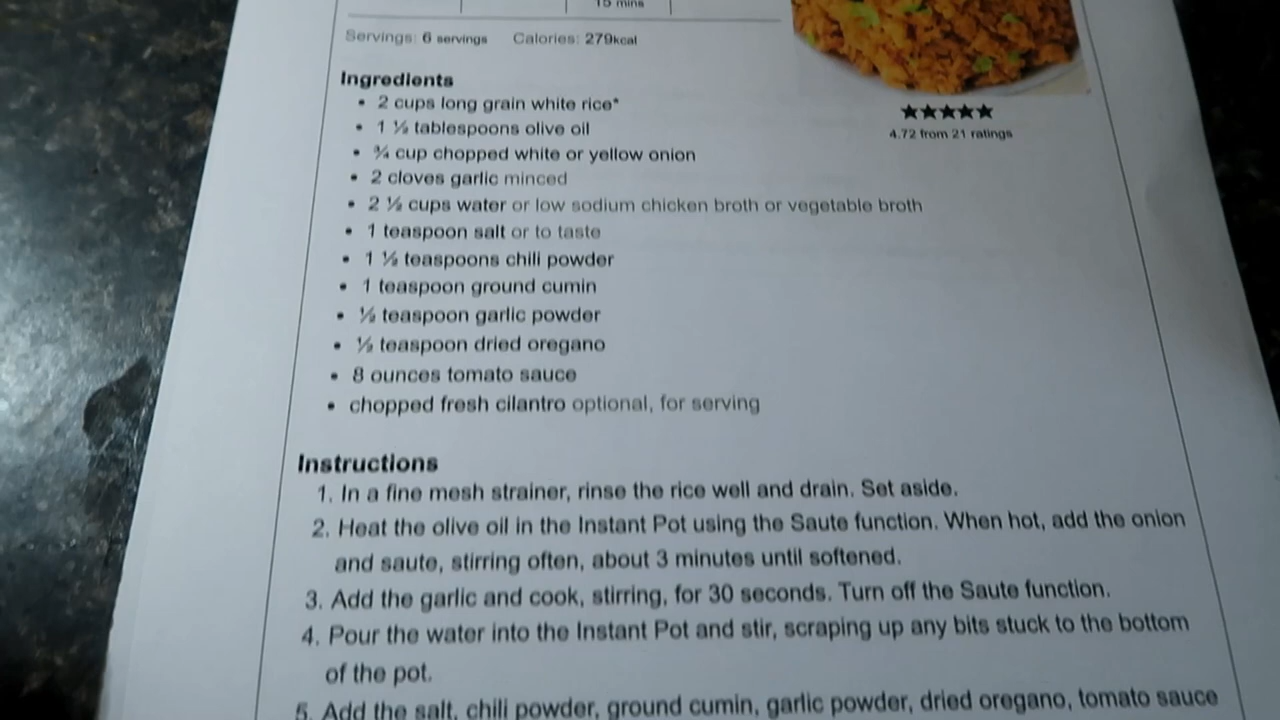 15 mins
Servings: 6 servings Calories: 279kcal
Ingredients
• 2 cups long grain white rice*
• 1 ½ tablespoons olive oil
• ¾ cup chopped white or yellow onion
• 2 cloves garlic minced
• 2 ½ cups water or low sodium chicken broth or vegetable broth
• 1 teaspoon salt or to taste
• 1 ½ teaspoons chili powder
• 1 teaspoon ground cumin
• ½ teaspoon garlic powder
• ½ teaspoon dried oregano
• 8 ounces tomato sauce
• chopped fresh cilantro optional, for serving
★★★★★
4.72 from 21 ratings
Instructions
1. In a fine mesh strainer, rinse the rice well and drain. Set aside.
2. Heat the olive oil in the Instant Pot using the Saute function. When hot, add the onion
and saute, stirring often, about 3 minutes until softened.
3. Add the garlic and cook, stirring, for 30 seconds. Turn off the Saute function.
4. Pour the water into the Instant Pot and stir, scraping up any bits stuck to the bottom
of the pot.
5. Add the salt, chili powder, ground cumin, garlic powder, dried oregano, tomato sauce